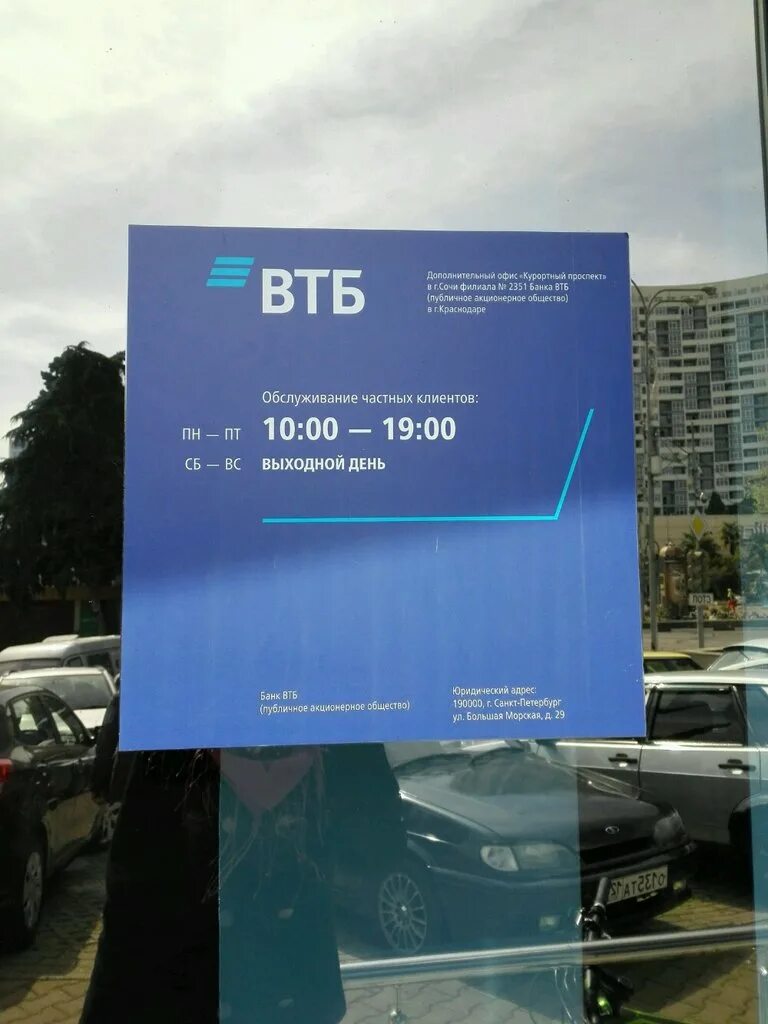 ВТБ
Дополнительный офис «Курортный проспект»
в г.Сочи филиала № 2351 Банка ВТБ
(публичное акционерное общество)
в г.Краснодаре
Обслуживание частных клиентов:
ПН — ПТ 10:00 — 19:00
СБ — ВС ВЫХОДНОЙ ДЕНЬ
Банк ВТБ
(публичное акционерное общество)
Юридический адрес:
190000, г. Санкт-Петербург
ул. Большая Морская, д. 29
СТОП